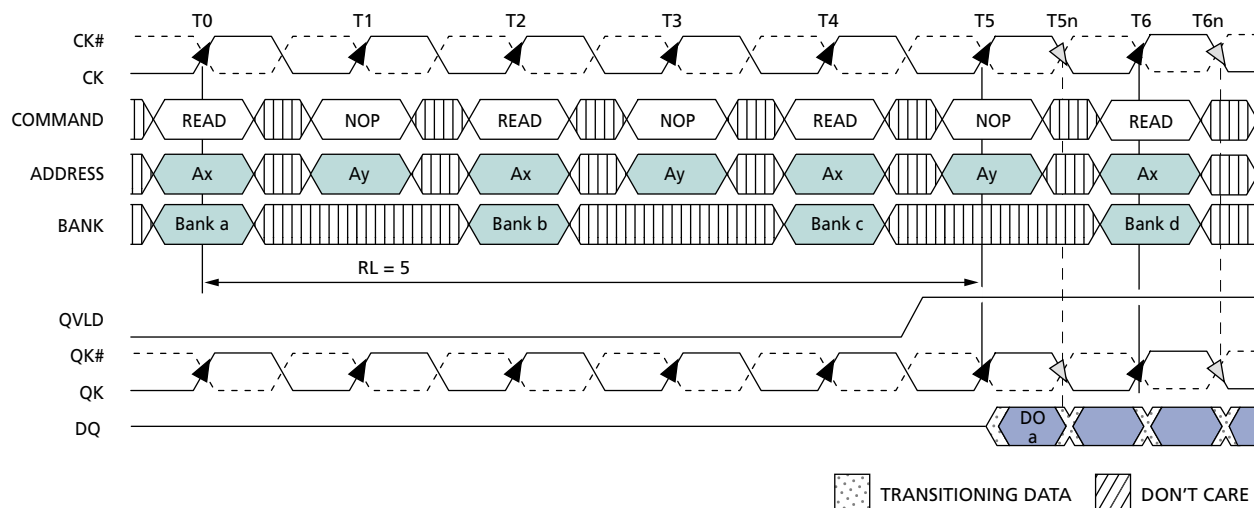 T0 T1 T2 T3 T4 T5 T5n T6 T6n
CK#
CK
COMMAND READ NOP READ NOP READ NOP READ
ADDRESS Ax Ay Ax Ay Ax Ay Ax
BANK Bank a Bank b Bank c Bank d
RL = 5
QVLD
QK#
QK
DQ DO
a
TRANSITIONING DATA DON'T CARE